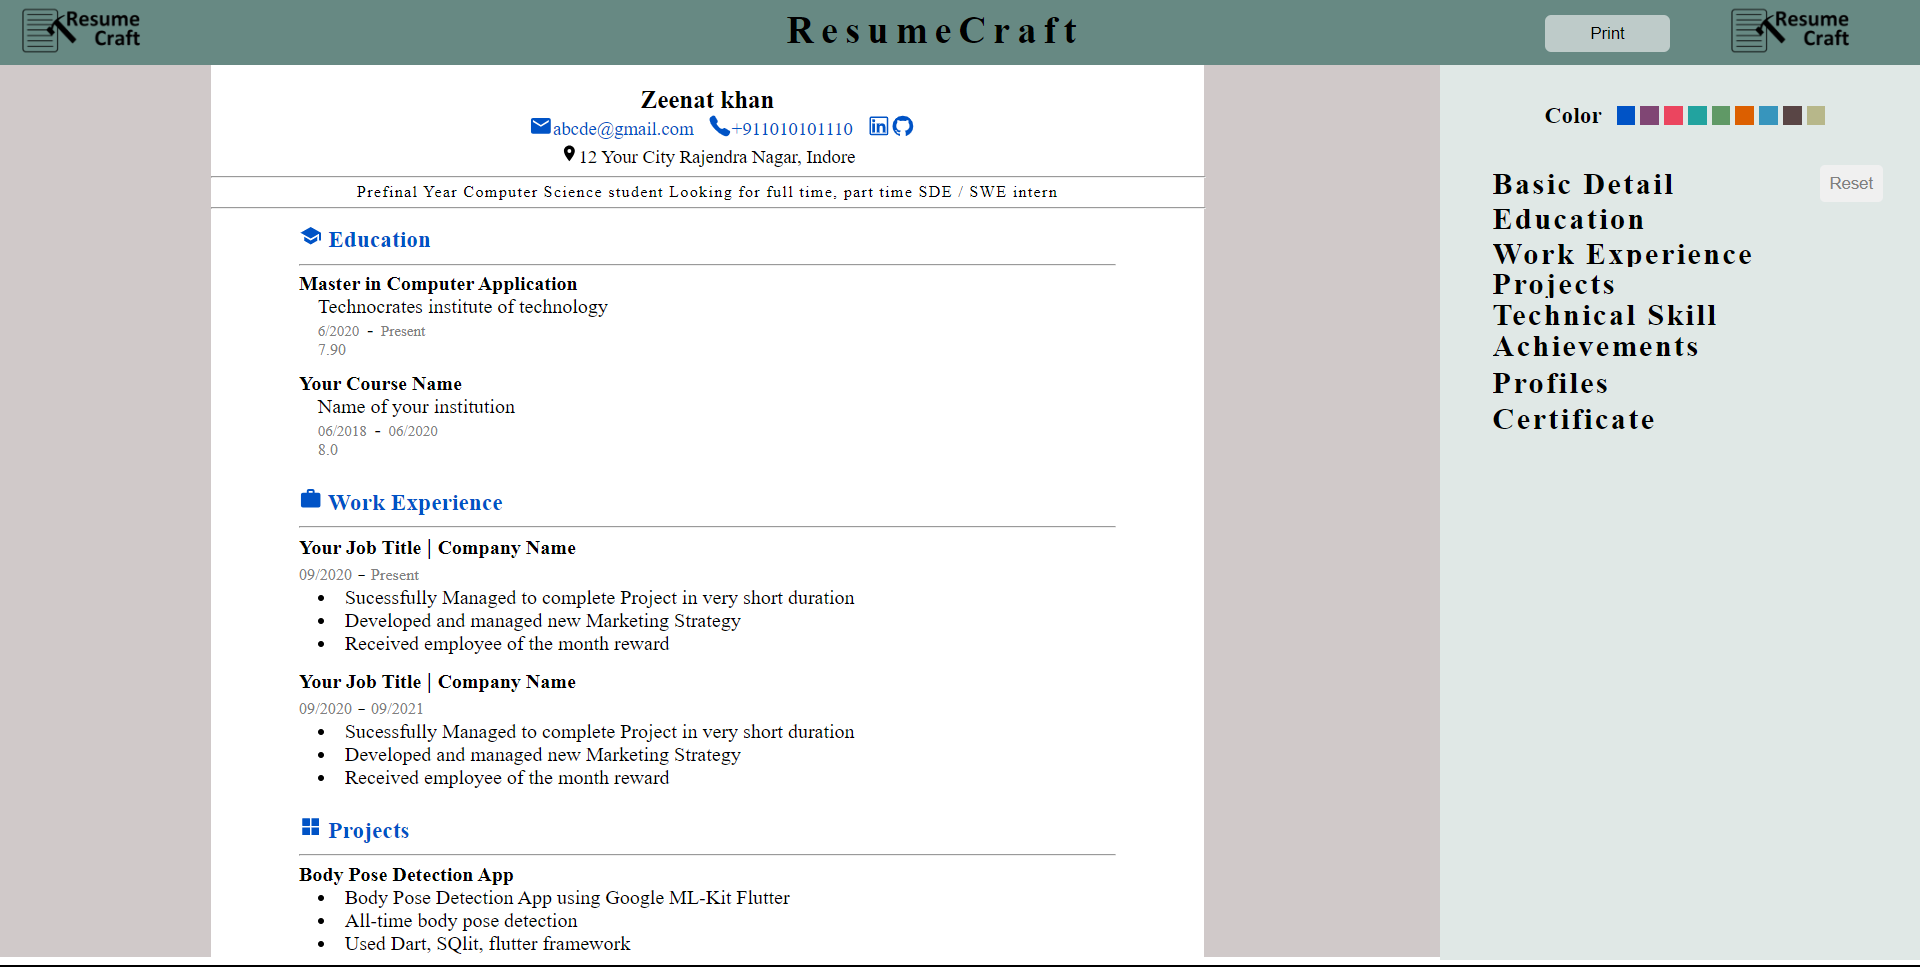 Resume
Craft
ResumeCraft
Print
Resume
Craft
Zeenat khan
abcde@gmail.com +911010101110
12 Your City Rajendra Nagar, Indore
Prefinal Year Computer Science student Looking for full time, part time SDE / SWE intern
Education
Master in Computer Application
Technocrates institute of technology
6/2020 - Present
7.90
Your Course Name
Name of your institution
06/2018 - 06/2020
8.0
Work Experience
Your Job Title | Company Name
09/2020 - Present
• Sucessfully Managed to complete Project in very short duration
• Developed and managed new Marketing Strategy
• Received employee of the month reward
Your Job Title | Company Name
09/2020 - 09/2021
• Sucessfully Managed to complete Project in very short duration
• Developed and managed new Marketing Strategy
• Received employee of the month reward
Projects
Body Pose Detection App
• Body Pose Detection App using Google ML-Kit Flutter
• All-time body pose detection
• Used Dart, SQlit, flutter framework
Color
Basic Detail
Reset
Education
Work Experience
Projects
Technical Skill
Achievements
Profiles
Certificate